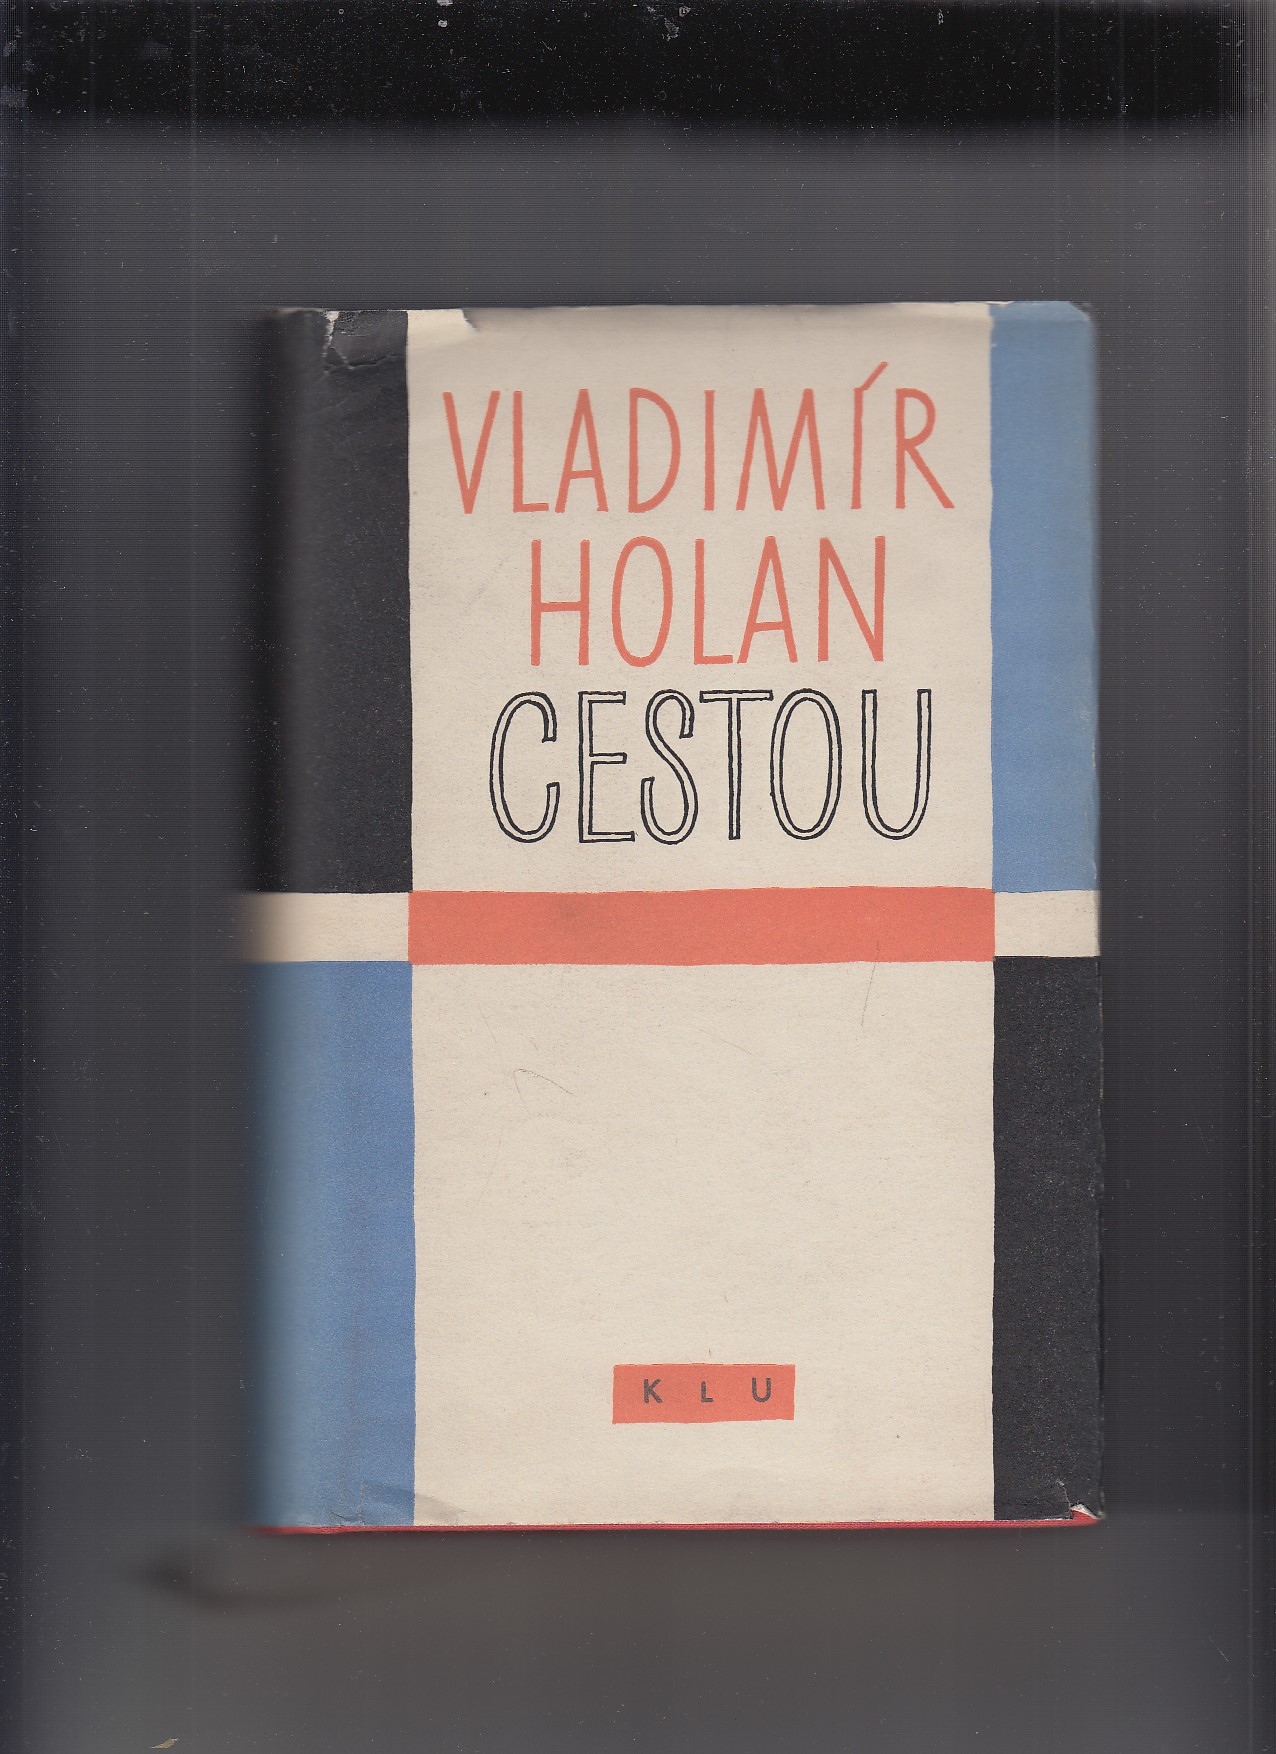 VLADIMÍR
HOLAN
CESTOU
KLU